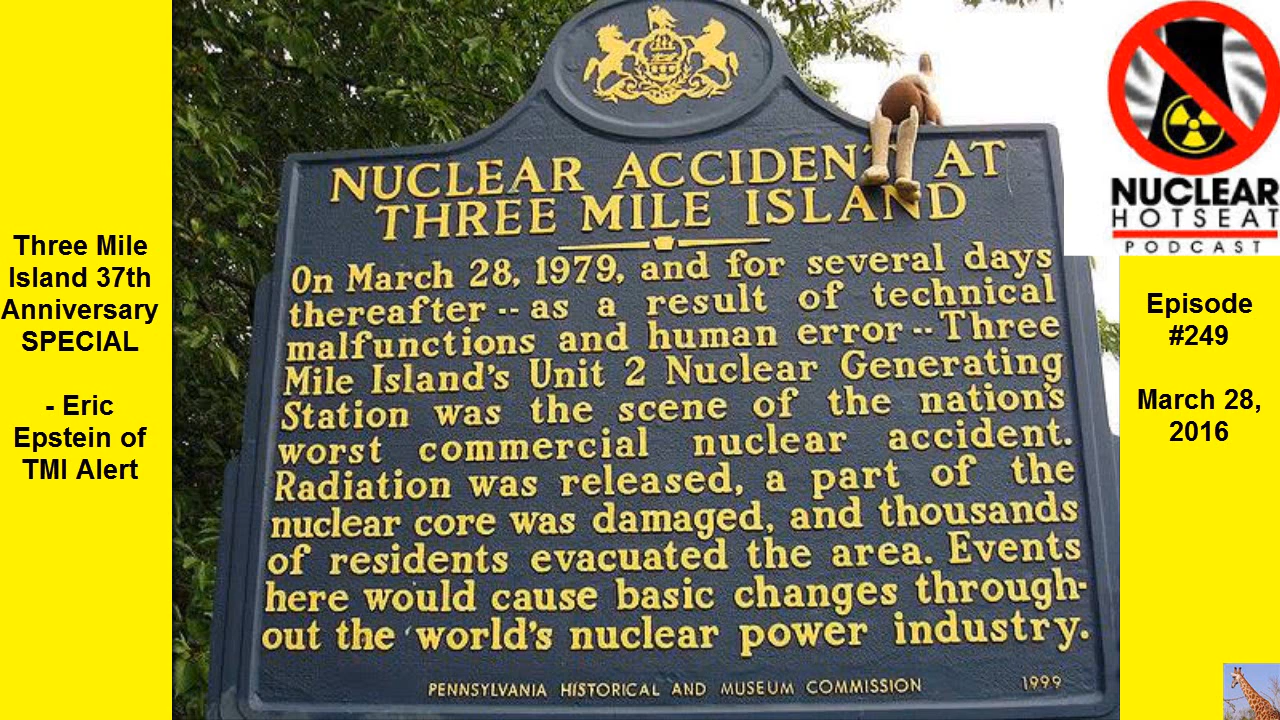 Three Mile
Island 37th
Anniversary
SPECIAL
- Eric
Epstein of
TMI Alert
NUCLEAR ACCIDENT AT
THREE MILE ISLAND
On March 28, 1979, and for several days
thereafter -- as a result of technical
malfunctions and human error -- Three
Mile Island's Unit 2 Nuclear Generating
Station was the scene of the nation's
worst commercial nuclear accident.
Radiation was released, a part of the
nuclear core was damaged, and thousands
of residents evacuated the area. Events
here would cause basic changes through-
out the world's nuclear power industry.
PENNSYLVANIA HISTORICAL AND MUSEUM COMMISSION 1999
NUCLEAR
HOTSEAT
PODCAST
Episode
#249
March 28,
2016